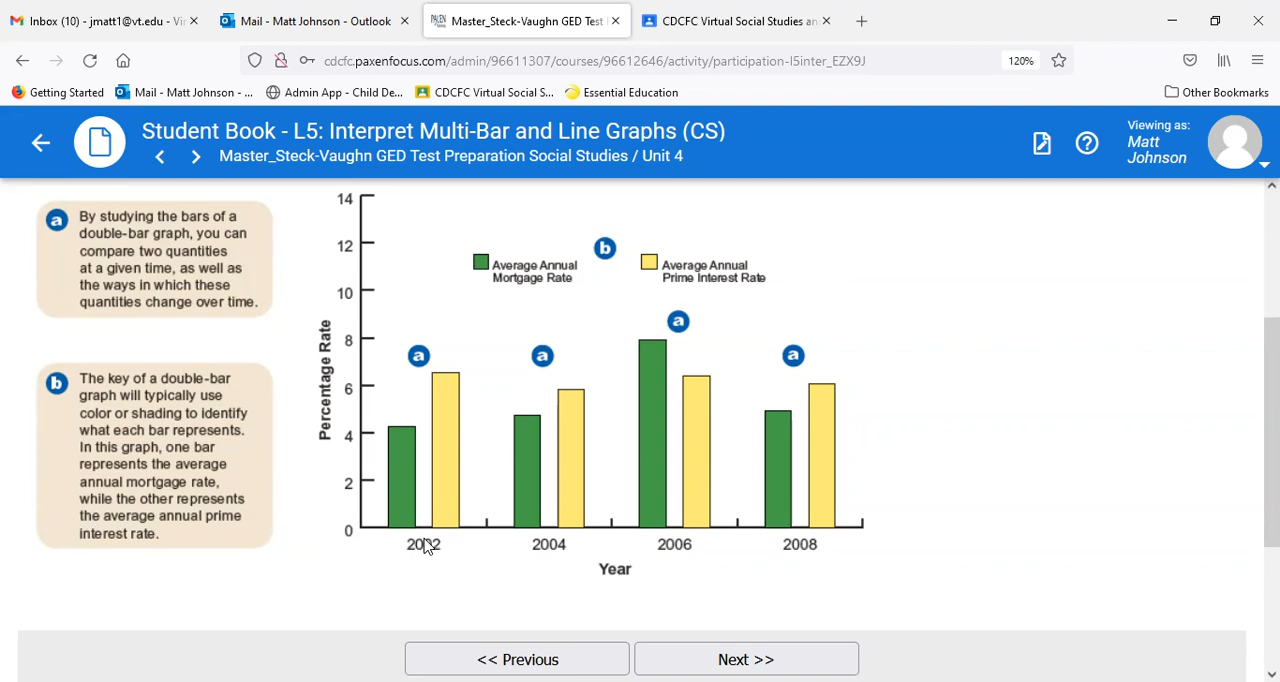 Inbox (10) - jmatt1@vt.edu - Vi
Mail - Matt Johnson - Outlook
PAXEN
Master_Steck-Vaughn GED Test
CDCFC Virtual Social Studies an
cdcfc.paxenfocus.com/admin/96611307/courses/96612646/activity/participation-l5inter_EZX9J
120%
Getting Started
Mail - Matt Johnson - ...
Admin App - Child De...
CDCFC Virtual Social S...
Essential Education
Other Bookmarks
Student Book - L5: Interpret Multi-Bar and Line Graphs (CS)
Master_Steck-Vaughn GED Test Preparation Social Studies / Unit 4
Viewing as:
Matt
Johnson
a
By studying the bars of a
double-bar graph, you can
compare two quantities
at a given time, as well as
the ways in which these
quantities change over time.
b
The key of a double-bar
graph will typically use
color or shading to identify
what each bar represents.
In this graph, one bar
represents the average
annual mortgage rate,
while the other represents
the average annual prime
interest rate.
Percentage Rate
14
12
10
8
6
4
2
0
Average Annual
Mortgage Rate
b
Average Annual
Prime Interest Rate
a
a
a
a
2002
2004
2006
2008
Year
<< Previous
Next >>